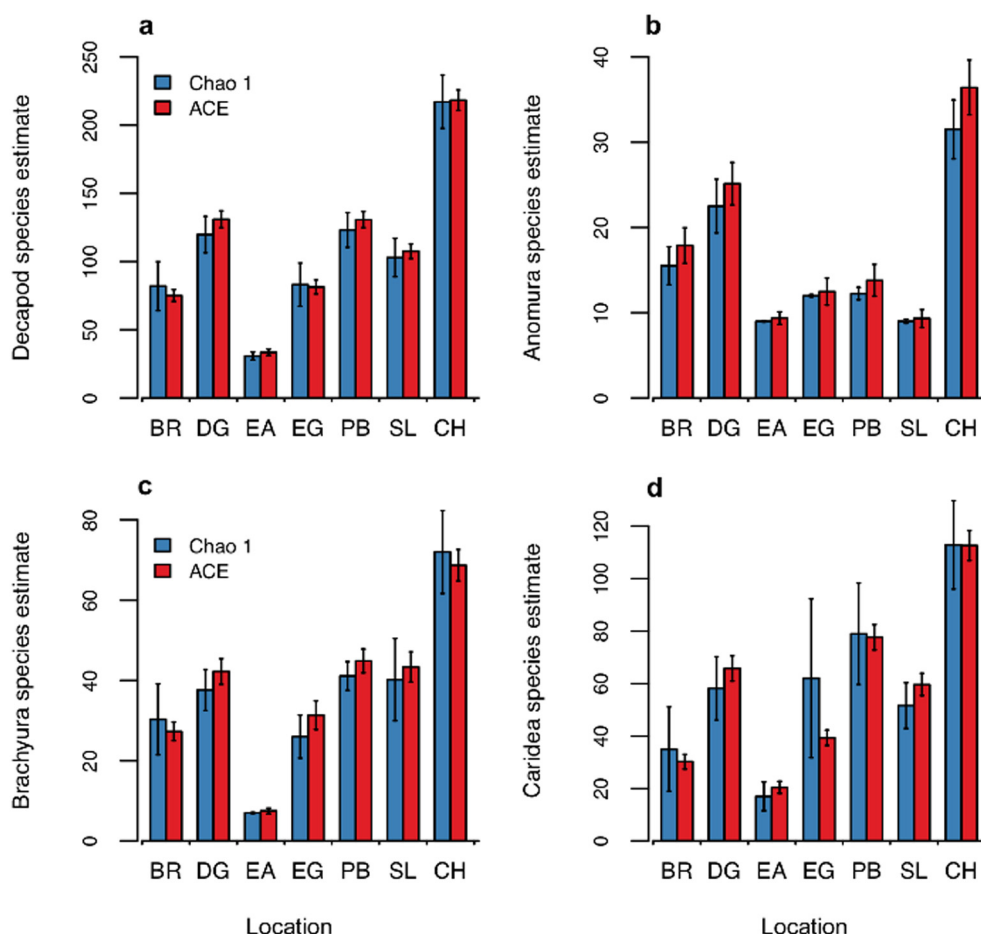 a
Decapod species estimate
250
200
150
100
50
0
Chao 1
ACE
BR DG EA EG PB SL CH
b
Anomura species estimate
40
30
20
10
0
BR DG EA EG PB SL CH
c
Brachyura species estimate
80
60
40
20
0
Chao 1
ACE
BR DG EA EG PB SL CH
Location
d
Caridea species estimate
120
100
80
60
40
20
0
BR DG EA EG PB SL CH
Location